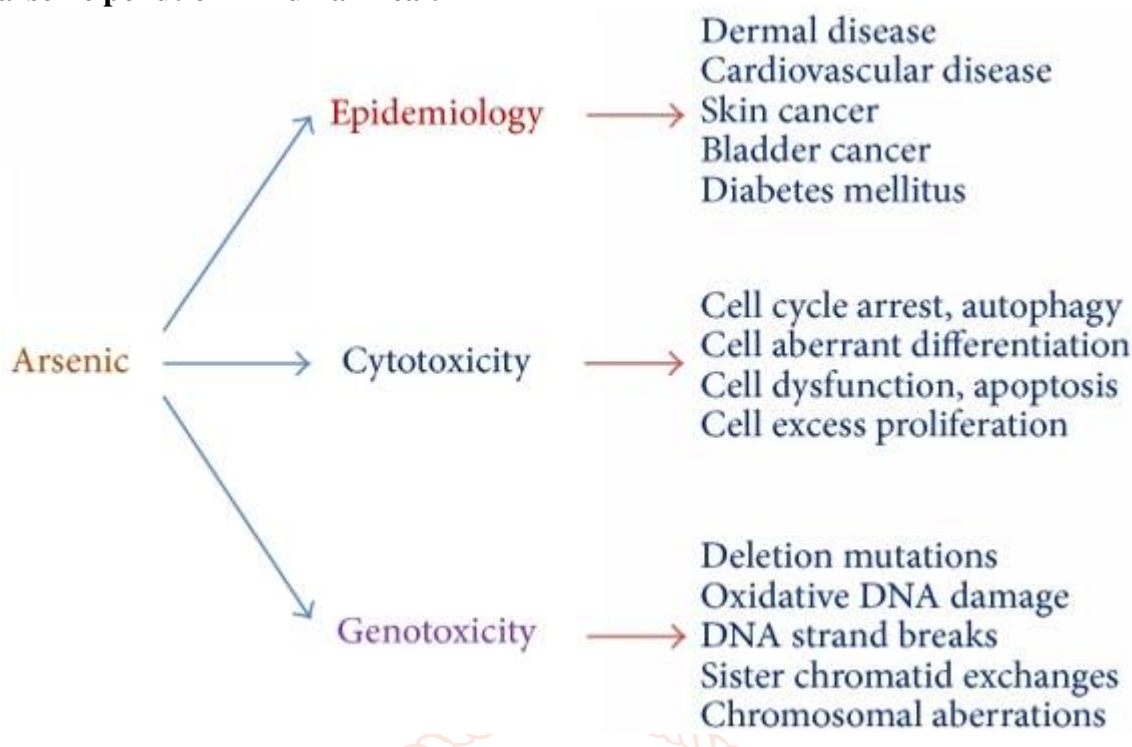 Epidemiology
Dermal disease
Cardiovascular disease
Skin cancer
Bladder cancer
Diabetes mellitus
Arsenic
Cytotoxicity
Cell cycle arrest, autophagy
Cell aberrant differentiation
Cell dysfunction, apoptosis
Cell excess proliferation
Genotoxicity
Deletion mutations
Oxidative DNA damage
DNA strand breaks
Sister chromatid exchanges
Chromosomal aberrations